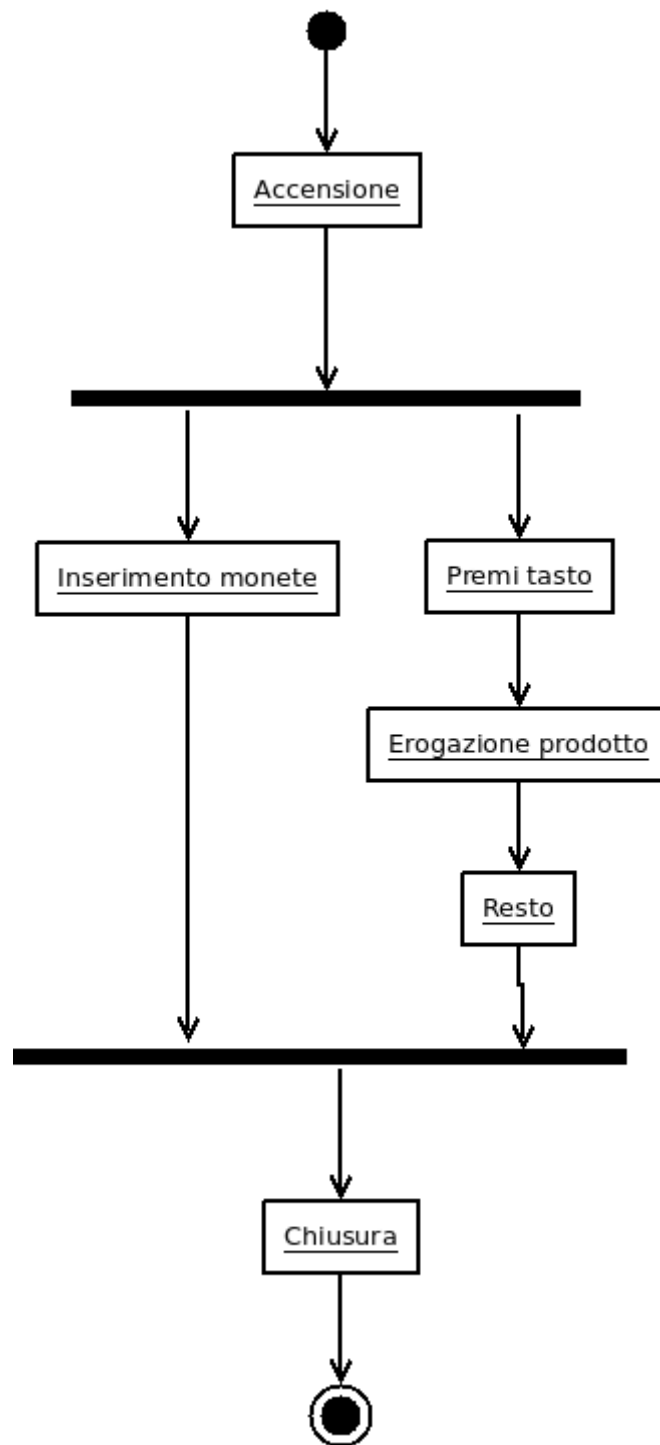 Accensione
Inserimento monete
Premi tasto
Erogazione prodotto
Resto
Chiusura